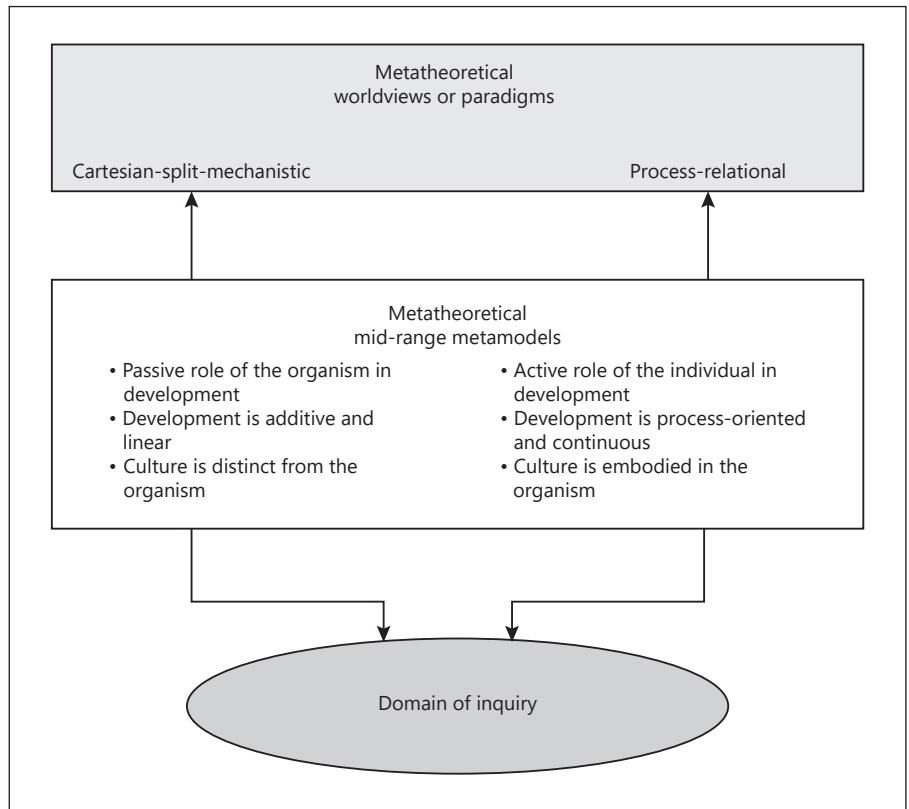 Metatheoretical
worldviews or paradigms
Cartesian-split-mechanistic
Process-relational
Metatheoretical
mid-range metamodels
• Passive role of the organism in
development
• Development is additive and
linear
• Culture is distinct from the
organism
• Active role of the individual in
development
• Development is process-oriented
and continuous
• Culture is embodied in the
organism
Domain of inquiry